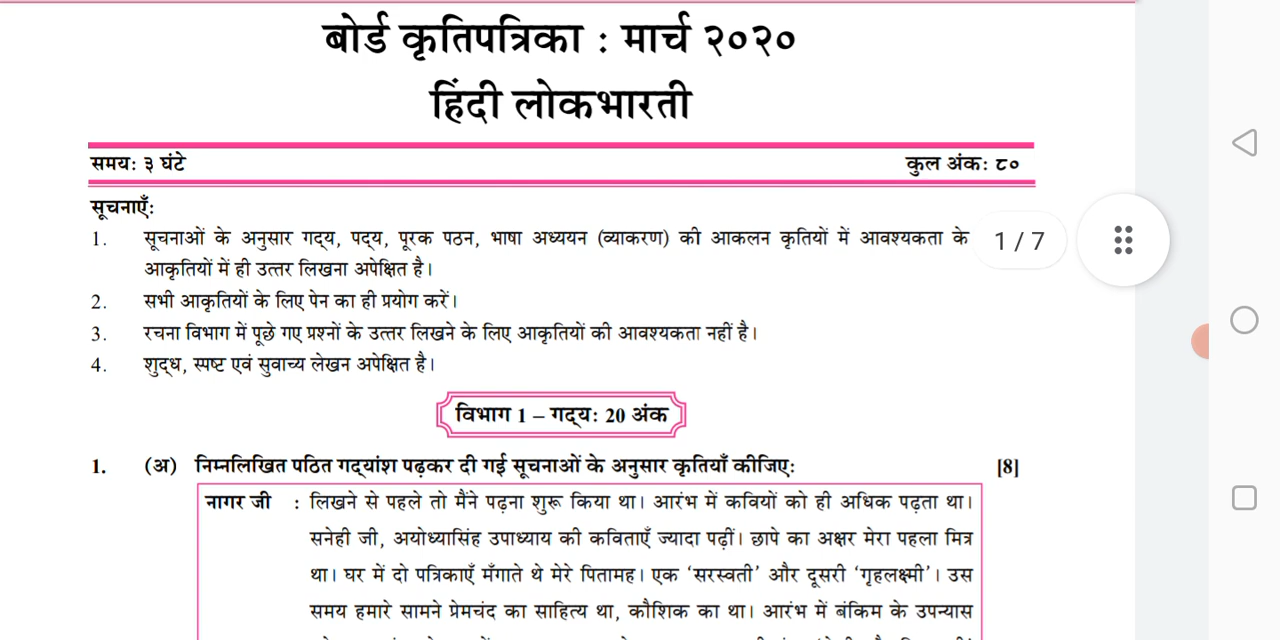 बोर्ड कृतिपत्रिका : मार्च २०२०
हिंदी लोकभारती
समय: ३ घंटे कुल अंक: ८०
सूचनाएँ:
1. सूचनाओं के अनुसार गद्य, पद्य, पूरक पठन, भाषा अध्ययन (व्याकरण) की आकलन कृतियों में आवश्यकता के
आकृतियों में ही उत्तर लिखना अपेक्षित है।
1 / 7
2. सभी आकृतियों के लिए पेन का ही प्रयोग करें।
3. रचना विभाग में पूछे गए प्रश्नों के उत्तर लिखने के लिए आकृतियों की आवश्यकता नहीं है।
4. शुद्ध, स्पष्ट एवं सुवाच्य लेखन अपेक्षित है।
विभाग 1 – गद्य: 20 अंक
1. (अ) निम्नलिखित पठित गद्यांश पढ़कर दी गई सूचनाओं के अनुसार कृतियाँ कीजिए: [8]
नागर जी : लिखने से पहले तो मैंने पढ़ना शुरू किया था। आरंभ में कवियों को ही अधिक पढ़ता था।
सनेही जी, अयोध्यासिंह उपाध्याय की कविताएँ ज्यादा पढ़ीं। छापे का अक्षर मेरा पहला मित्र
था। घर में दो पत्रिकाएँ मँगाते थे मेरे पितामह। एक ‘सरस्वती’ और दूसरी ‘गृहलक्ष्मी’। उस
समय हमारे सामने प्रेमचंद का साहित्य था, कौशिक का था। आरंभ में बंकिम के उपन्यास